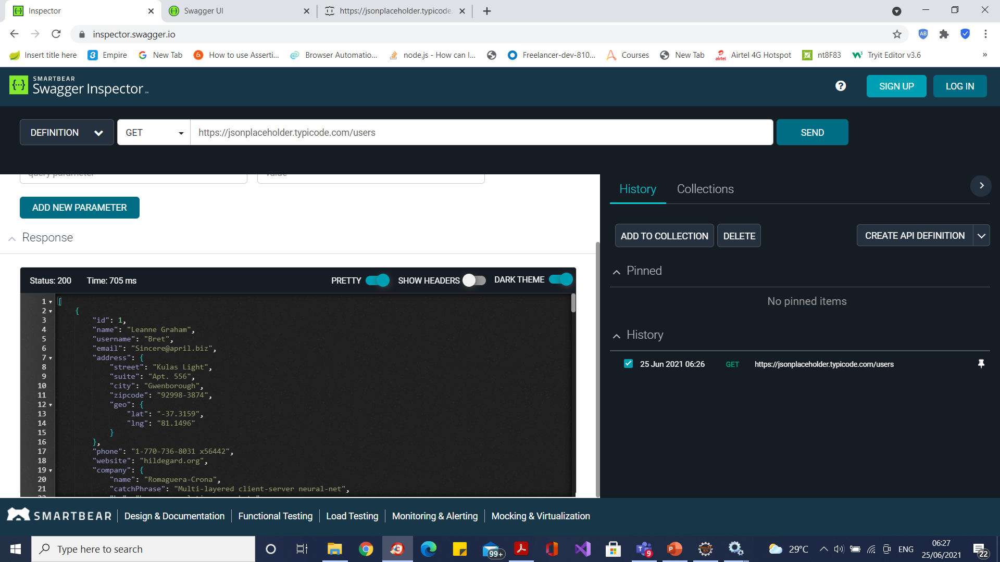 Inspector
Swagger UI
https://jsonplaceholder.typicode.
inspector.swagger.io
AB
Insert title here
Empire
New Tab
How to use Asserti...
Browser Automatio...
node.js - How can I...
Freelancer-dev-810...
Courses
New Tab
airtel
Airtel 4G Hotspot
nt8F83
Tryit Editor v3.6
»
SMARTBEAR
Swagger Inspector
?
SIGN UP
LOG IN
DEFINITION
GET
https://jsonplaceholder.typicode.com/users
SEND
query parameter
value
ADD NEW PARAMETER
Response
Status: 200
Time: 705 ms
PRETTY
SHOW HEADERS
DARK THEME
1 [
2 {
3 "id": 1,
4 "name": "Leanne Graham",
5 "username": "Bret",
6 "email": "Sincere@april.biz",
7 "address": {
8 "street": "Kulas Light",
9 "suite": "Apt. 556",
10 "city": "Gwenborough",
11 "zipcode": "92998-3874",
12 "geo": {
13 "lat": "-37.3159",
14 "lng": "81.1496"
15 }
16 },
17 "phone": "1-770-736-8031 x56442",
18 "website": "hildegard.org",
19 "company": {
20 "name": "Romaguera-Crona",
21 "catchPhrase": "Multi-layered client-server neural-net",
History
Collections
ADD TO COLLECTION
DELETE
CREATE API DEFINITION
Pinned
No pinned items
History
25 Jun 2021 06:26
GET
https://jsonplaceholder.typicode.com/users
SMARTBEAR
Design & Documentation
Functional Testing
Load Testing
Monitoring & Alerting
Mocking & Virtualization
Type here to search
99+
9
29°C
ENG
06:27
25/06/2021
22